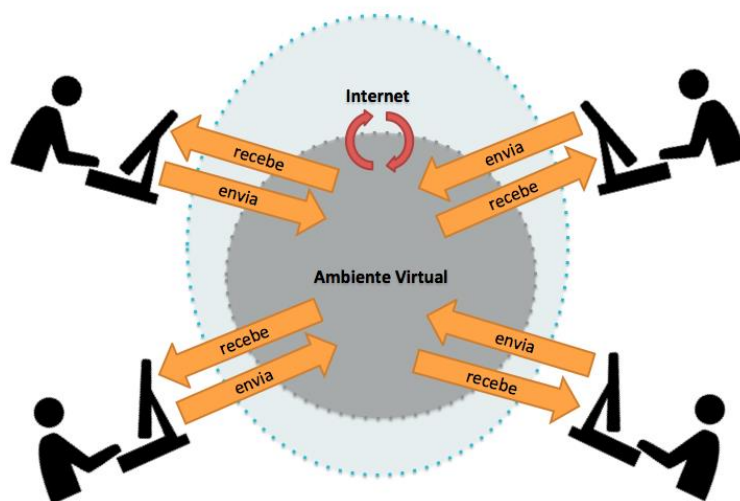 Internet
recebe
envia
envia
recebe
Ambiente Virtual
recebe
envia
envia
recebe